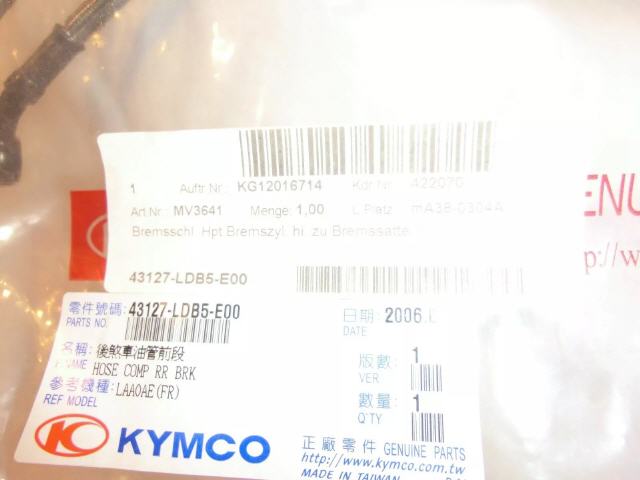 1 Auftr Nr.: KG12016714 Kdr Nr. 422070
Art.Nr.: MV3641 Menge: 1,00 L Platz mA38-0304A
Bremsschl. Hpt.Bremszyl. hi. zu Bremssatte
43127-LDB5-E00
零件號碼: 43127-LDB5-E00
PARTS NO.
日期: 2006.
DATE
名稱: 後煞車油管前段
NAME HOSE COMP RR BRK
參考機種: LAA0AE(FR)
REF MODEL
版數: 1
VER
數量: 1
Q'TY
KYMCO
正廠零件 GENUINE PARTS
http://www.kymco.com.tw
MADE IN TAIWAN
ENU
tp://w